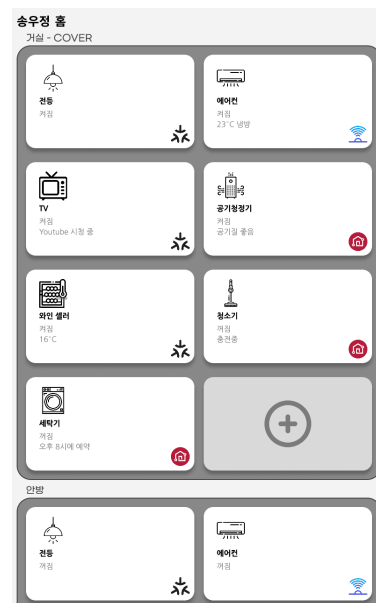 송우정 홈
거실 - COVER
전등
켜짐
에어컨
켜짐
23°C 냉방
TV
켜짐
Youtube 시청 중
공기청정기
켜짐
공기질 좋음
와인 셀러
켜짐
16°C
청소기
꺼짐
충전중
세탁기
꺼짐
오후 8시에 예약
안방
전등
꺼짐
에어컨
꺼짐